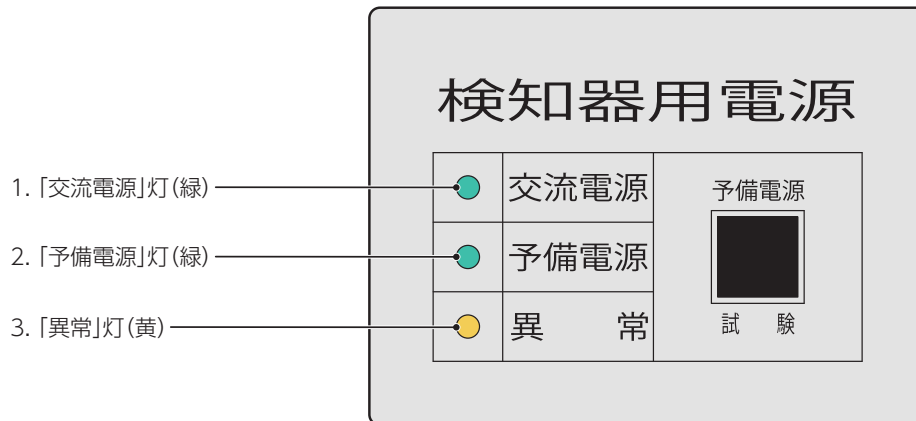 検知器用電源
1. 「交流電源」灯(緑)
交流電源
予備電源
2. 「予備電源」灯(緑)
予備電源
3. 「異常」灯(黄)
異 常
試 験